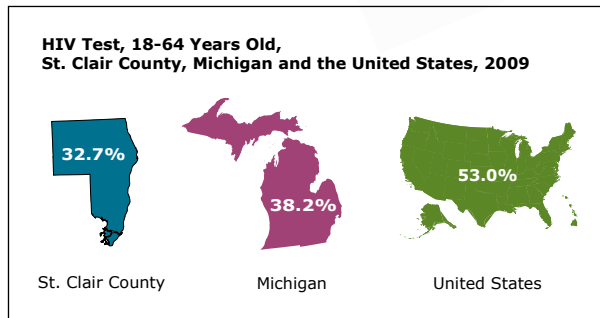 HIV Test, 18-64 Years Old,
St. Clair County, Michigan and the United States, 2009
32.7%
38.2%
53.0%
St. Clair County
Michigan
United States